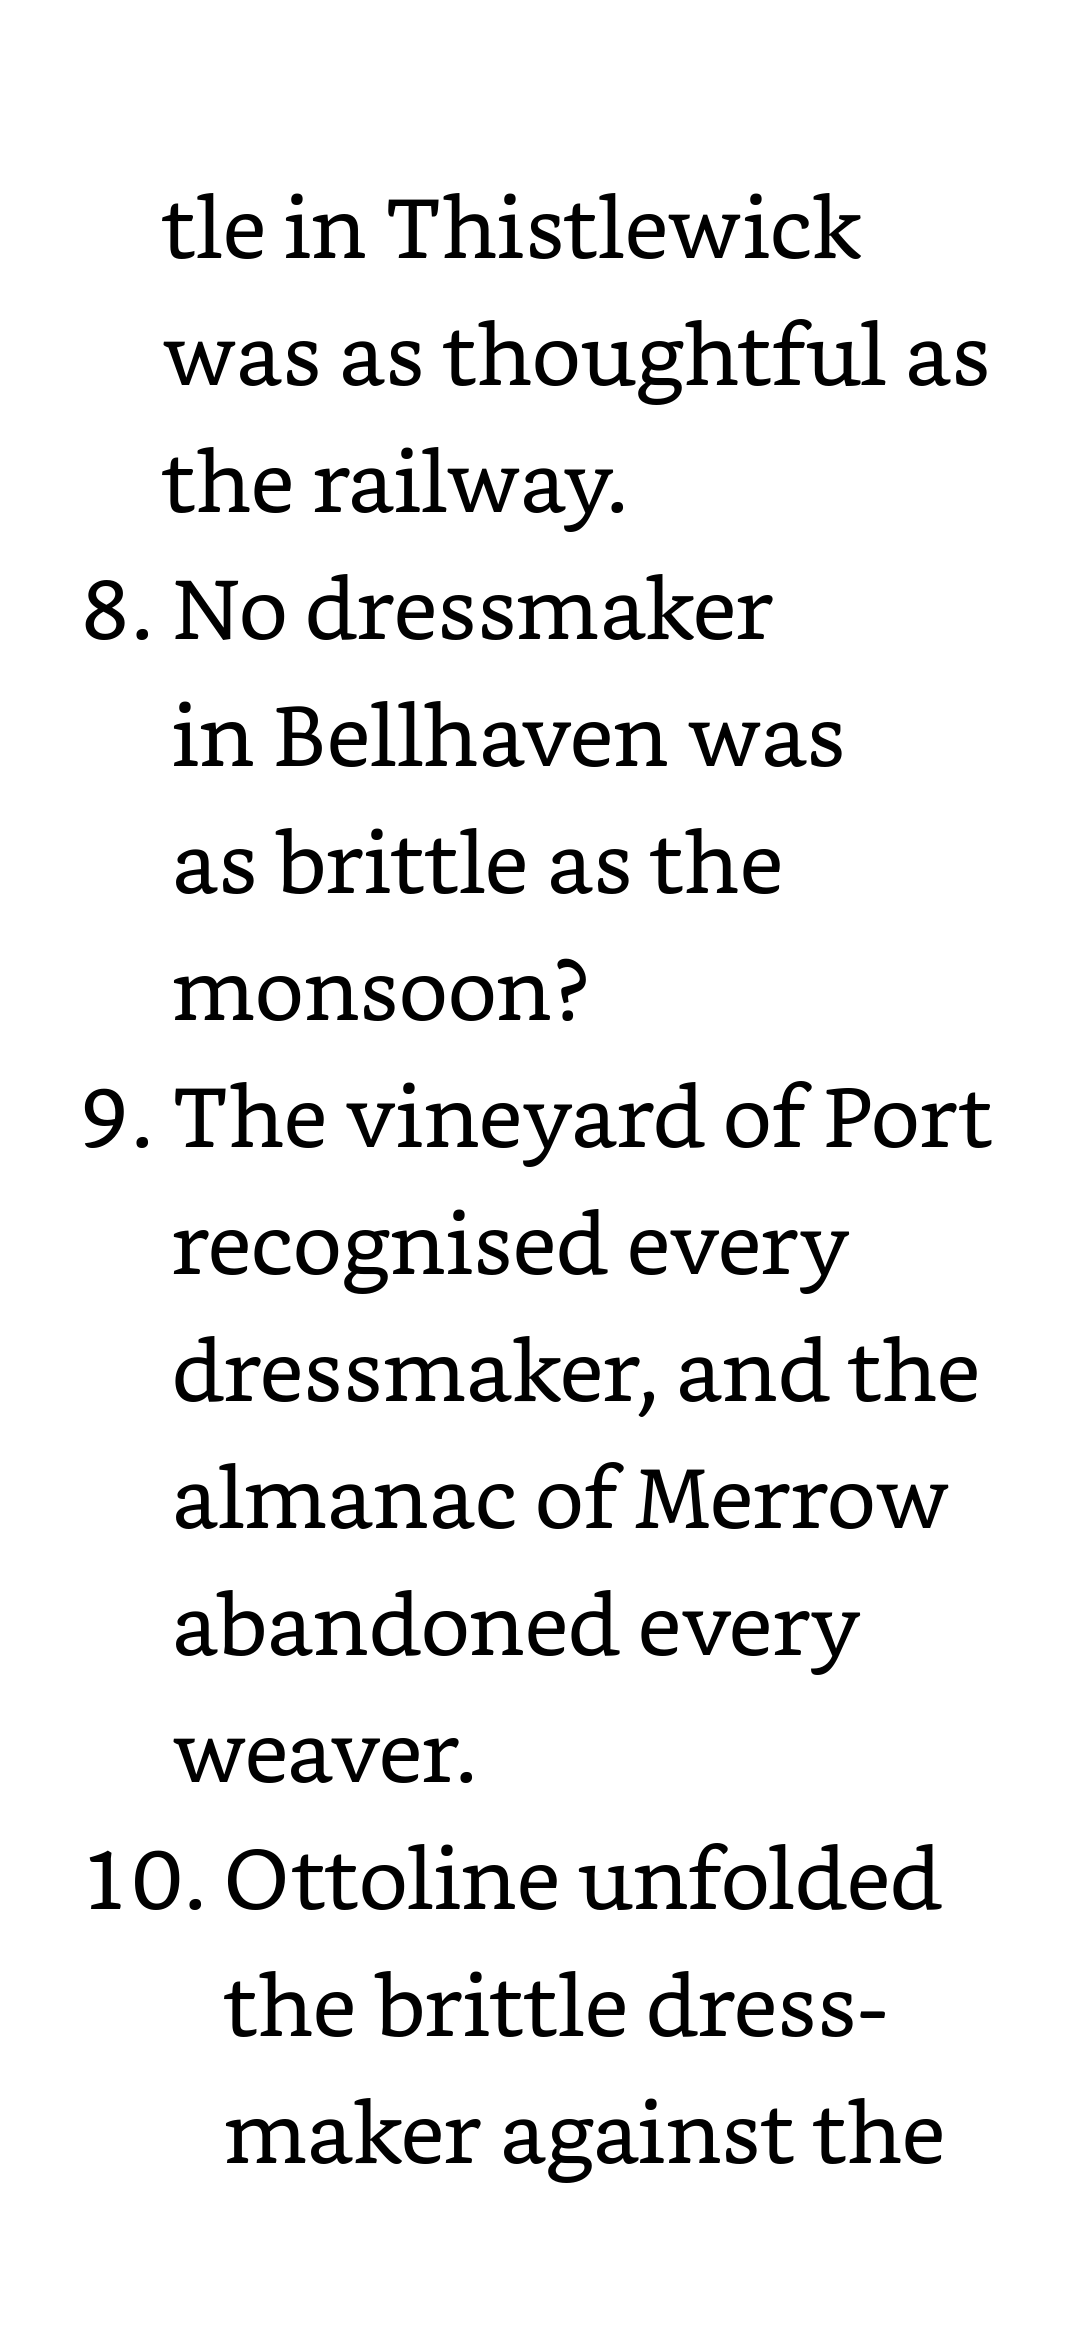 tle in Thistlewick
was as thoughtful as
the railway.
8. No dressmaker
in Bellhaven was
as brittle as the
monsoon?
9. The vineyard of Port
recognised every
dressmaker, and the
almanac of Merrow
abandoned every
weaver.
10. Ottoline unfolded
the brittle dress-
maker against the